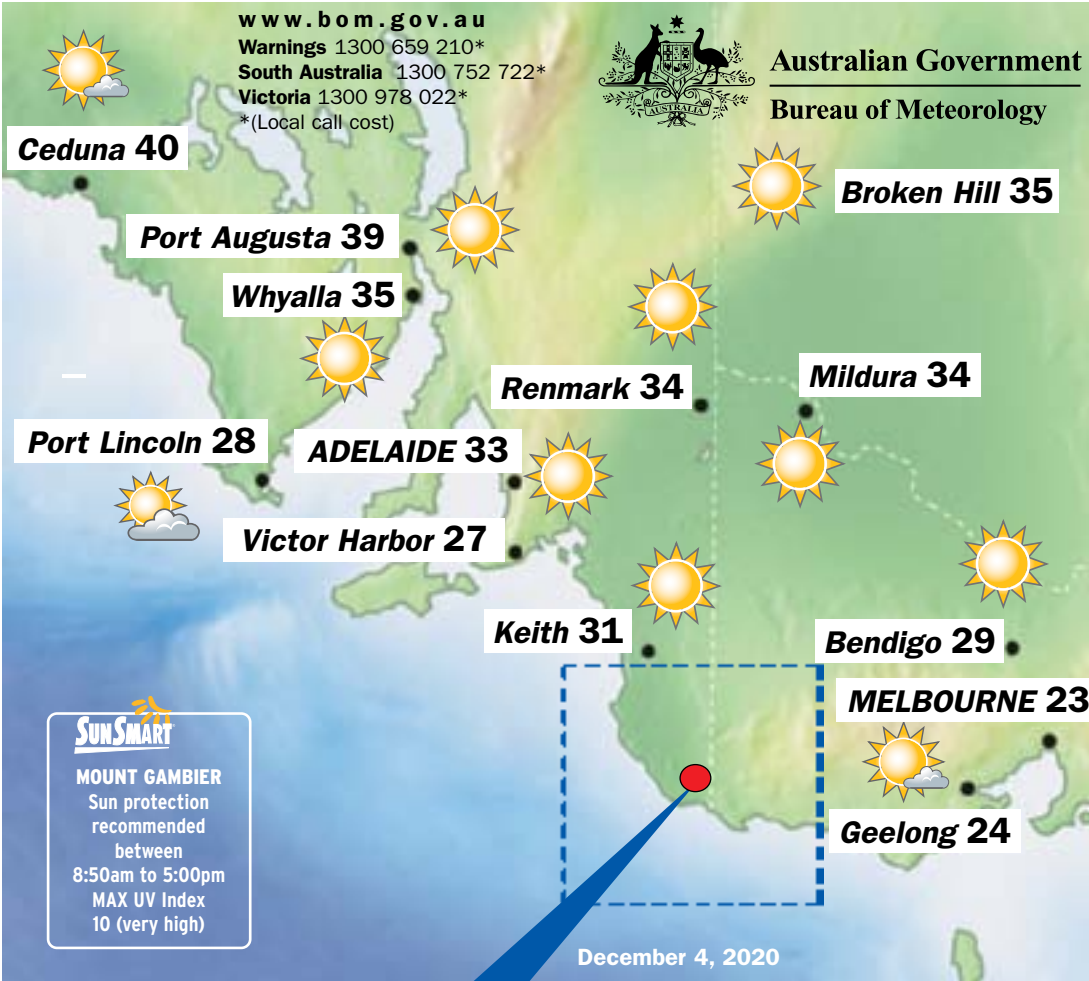 www.bom.gov.au
Warnings 1300 659 210*
South Australia 1300 752 722*
Victoria 1300 978 022*
*(Local call cost)
AUSTRALIA
Australian Government
Bureau of Meteorology
Ceduna 40
Broken Hill 35
Port Augusta 39
Whyalla 35
Renmark 34
Mildura 34
Port Lincoln 28
ADELAIDE 33
Victor Harbor 27
Keith 31
Bendigo 29
MELBOURNE 23
Geelong 24
SUNSMART
MOUNT GAMBIER
Sun protection
recommended
between
8:50am to 5:00pm
MAX UV Index
10 (very high)
December 4, 2020